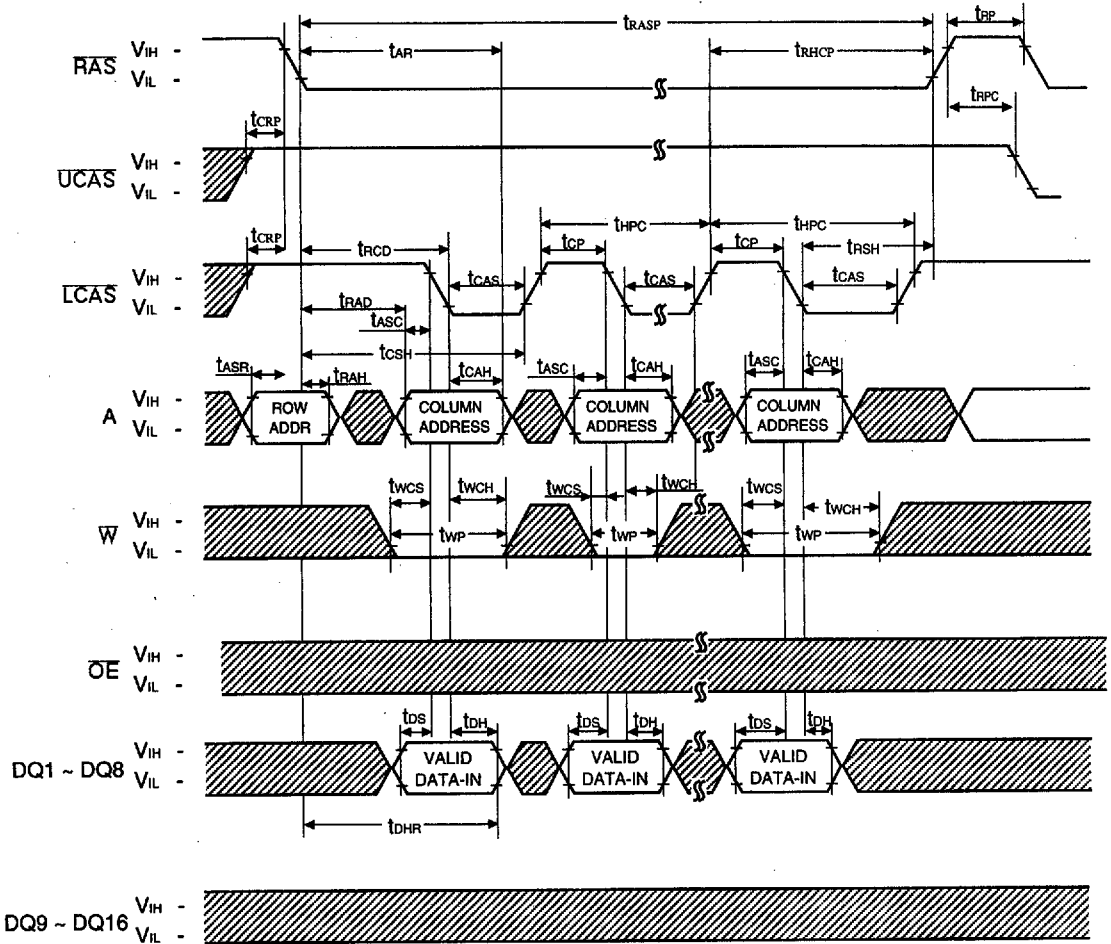 tRASP
tRP
tAR
tRHCP
RAS
VIH -
VIL -
tRPC
tCRP
UCAS
VIH -
VIL -
tHPC
tHPC
tCRP
tRCD
tCP
tCP
tRSH
LCAS
VIH -
VIL -
tCAS
tCAS
tCAS
tRAD
tASC
tCSH
tASR
tRAH
tCAH
tASC
tCAH
tASC
tCAH
A
VIH -
VIL -
ROW
ADDR
COLUMN
ADDRESS
COLUMN
ADDRESS
COLUMN
ADDRESS
tWCS
tWCH
tWCS
tWCH
tWCS
tWCH
W
VIH -
VIL -
tWP
tWP
tWP
OE
VIH -
VIL -
tDS
tDH
tDS
tDH
tDS
tDH
DQ1 ~ DQ8
VIH -
VIL -
VALID
DATA-IN
VALID
DATA-IN
VALID
DATA-IN
tDHR
DQ9 ~ DQ16
VIH -
VIL -